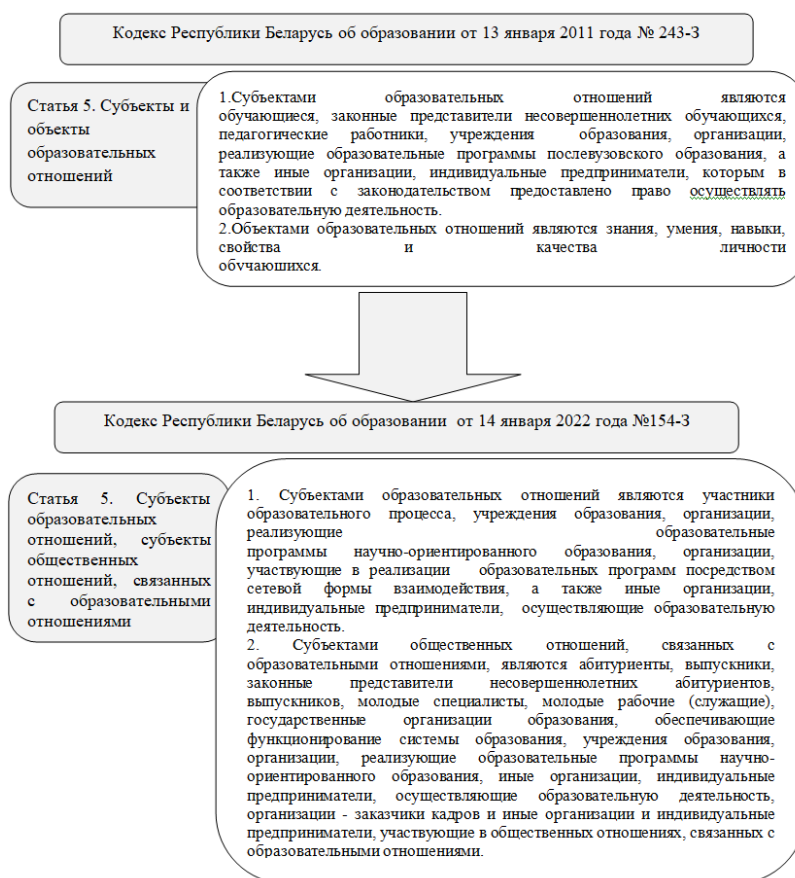 Кодекс Республики Беларусь об образовании от 13 января 2011 года № 243-З
Статья 5. Субъекты и
объекты
образовательных
отношений
1.Субъектами образовательных отношений являются
обучающиеся, законные представители несовершеннолетних обучающихся,
педагогические работники, учреждения образования, организации,
реализующие образовательные программы послевузовского образования, а
также иные организации, индивидуальные предприниматели, которым в
соответствии с законодательством предоставлено право осуществлять
образовательную деятельность.
2.Объектами образовательных отношений являются знания, умения, навыки,
свойства и качества личности
обучающихся.
Кодекс Республики Беларусь об образовании от 14 января 2022 года №154-З
Статья 5. Субъекты
образовательных
отношений, субъекты
общественных
отношений, связанных
с образовательными
отношениями
1. Субъектами образовательных отношений являются участники
образовательного процесса, учреждения образования, организации,
реализующие образовательные
программы научно-ориентированного образования, организации,
участвующие в реализации образовательных программ посредством
сетевой формы взаимодействия, а также иные организации,
индивидуальные предприниматели, осуществляющие образовательную
деятельность.
2. Субъектами общественных отношений, связанных с
образовательными отношениями, являются абитуриенты, выпускники,
законные представители несовершеннолетних абитуриентов,
выпускников, молодые специалисты, молодые рабочие (служащие),
государственные организации образования, обеспечивающие
функционирование системы образования, учреждения образования,
организации, реализующие образовательные программы научно-
ориентированного образования, иные организации, индивидуальные
предприниматели, осуществляющие образовательную деятельность,
организации - заказчики кадров и иные организации и индивидуальные
предприниматели, участвующие в общественных отношениях, связанных с
образовательными отношениями.